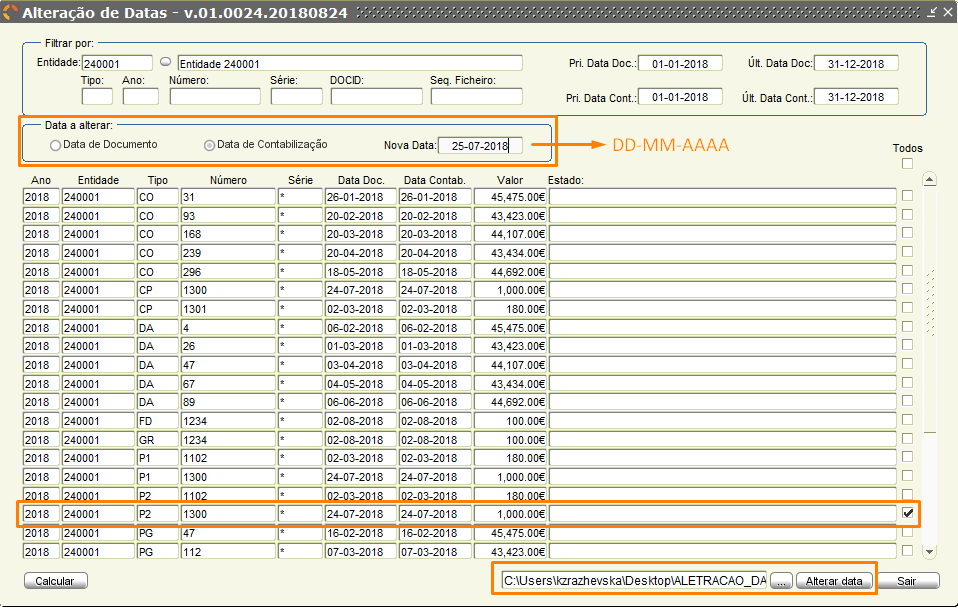 Alteração de Datas - v.01.0024.20180824
Filtrar por:
Entidade: 240001 Entidade 240001 Pri. Data Doc.: 01-01-2018 Últ. Data Doc: 31-12-2018
Tipo: Ano: Número: Série: DOCID: Seq. Ficheiro:
Pri. Data Cont.: 01-01-2018 Últ. Data Cont.: 31-12-2018
Data a alterar:
Data de Documento Data de Contabilização Nova Data: 25-07-2018 DD-MM-AAAA
Todos
Ano Entidade Tipo Número Série Data Doc. Data Contab. Valor Estado:
2018 240001 CO 31 * 26-01-2018 26-01-2018 45,475.00€
2018 240001 CO 93 * 20-02-2018 20-02-2018 43,423.00€
2018 240001 CO 168 * 20-03-2018 20-03-2018 44,107.00€
2018 240001 CO 239 * 20-04-2018 20-04-2018 43,434.00€
2018 240001 CO 296 * 18-05-2018 18-05-2018 44,692.00€
2018 240001 CP 1300 * 24-07-2018 24-07-2018 1,000.00€
2018 240001 CP 1301 * 02-03-2018 02-03-2018 180.00€
2018 240001 DA 4 * 06-02-2018 06-02-2018 45,475.00€
2018 240001 DA 26 * 01-03-2018 01-03-2018 43,423.00€
2018 240001 DA 47 * 03-04-2018 03-04-2018 44,107.00€
2018 240001 DA 67 * 04-05-2018 04-05-2018 43,434.00€
2018 240001 DA 89 * 06-06-2018 06-06-2018 44,692.00€
2018 240001 FD 1234 * 02-08-2018 02-08-2018 100.00€
2018 240001 GR 1234 * 02-08-2018 02-08-2018 100.00€
2018 240001 P1 1102 * 02-03-2018 02-03-2018 180.00€
2018 240001 P1 1300 * 24-07-2018 24-07-2018 1,000.00€
2018 240001 P2 1102 * 02-03-2018 02-03-2018 180.00€
2018 240001 P2 1300 * 24-07-2018 24-07-2018 1,000.00€
2018 240001 PG 47 * 16-02-2018 16-02-2018 45,475.00€
2018 240001 PG 112 * 07-03-2018 07-03-2018 43,423.00€
Calcular C:\Users\kzrazhevska\Desktop\ALETRACAO_DA ... Alterar data Sair